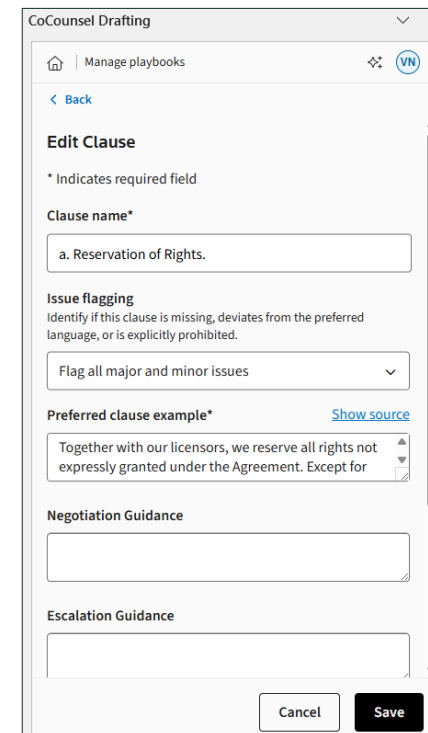 CoCounsel Drafting
Manage playbooks
VN
Back
Edit Clause
* Indicates required field
Clause name*
a. Reservation of Rights.
Issue flagging
Identify if this clause is missing, deviates from the preferred
language, or is explicitly prohibited.
Flag all major and minor issues
Preferred clause example* Show source
Together with our licensors, we reserve all rights not
expressly granted under the Agreement. Except for
Negotiation Guidance
Escalation Guidance
Cancel Save